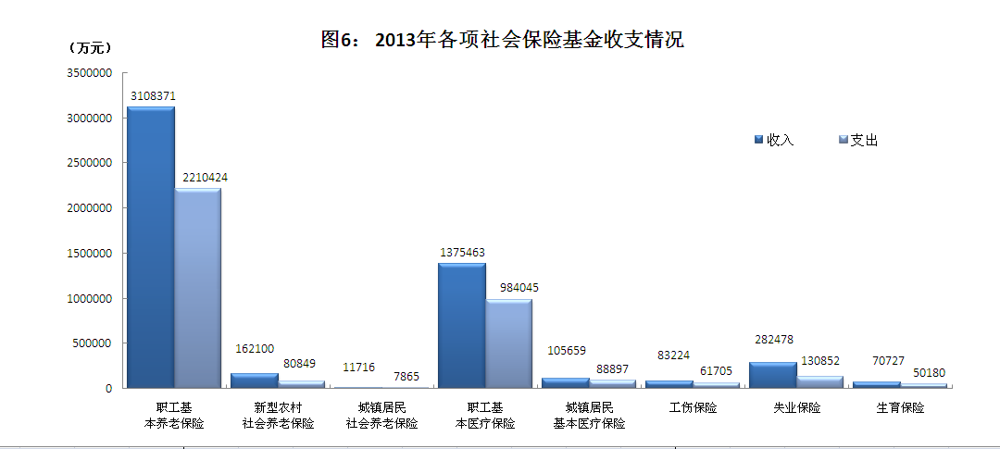 图6： 2013年各项社会保险基金收支情况
（万元）
3500000
3000000
2500000
2000000
1500000
1000000
500000
0
收入
支出
3108371
2210424
162100
80849
11716
7865
1375463
984045
105659
88897
83224
61705
282478
130852
70727
50180
职工基
本养老保险
新型农村
社会养老保险
城镇居民
社会养老保险
职工基
本医疗保险
城镇居民
基本医疗保险
工伤保险
失业保险
生育保险